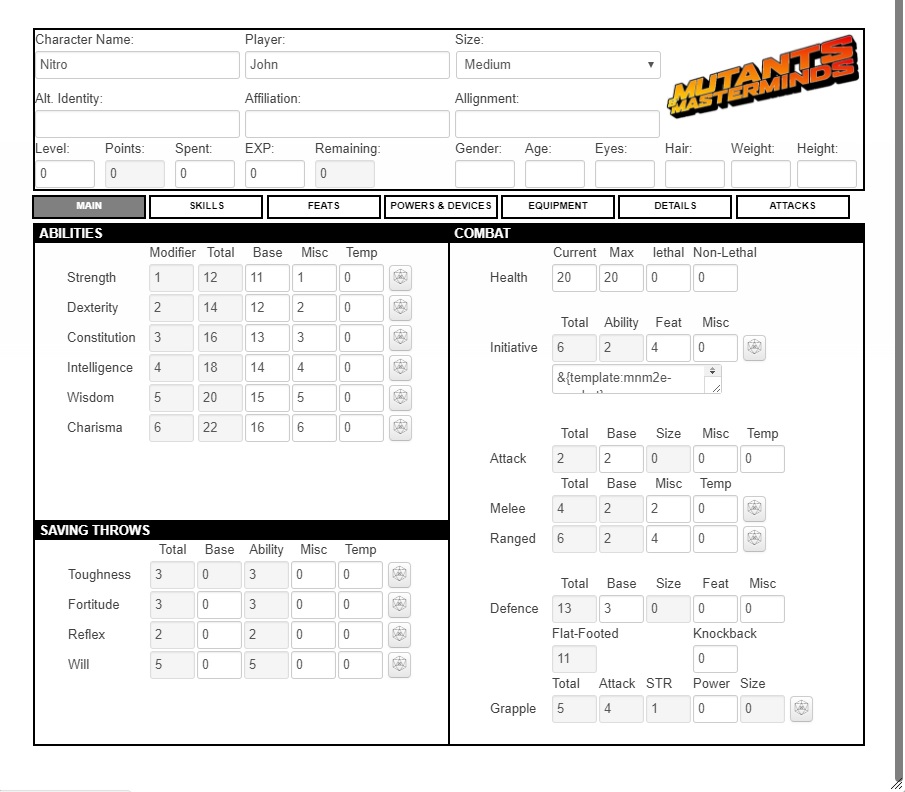 Character Name: Player: Size:
Nitro John Medium
MUTANTS
MASTERMINDS
Alt. Identity: Affiliation: Allignment:
Level: Points: Spent: EXP: Remaining: Gender: Age: Eyes: Hair: Weight: Height:
0 0 0 0 0
MAIN SKILLS FEATS POWERS & DEVICES EQUIPMENT DETAILS ATTACKS
ABILITIES
Modifier Total Base Misc Temp
Strength 1 12 11 1 0
Dexterity 2 14 12 2 0
Constitution 3 16 13 3 0
Intelligence 4 18 14 4 0
Wisdom 5 20 15 5 0
Charisma 6 22 16 6 0
SAVING THROWS
Total Base Ability Misc Temp
Toughness 3 0 3 0 0
Fortitude 3 0 3 0 0
Reflex 2 0 2 0 0
Will 5 0 5 0 0
COMBAT
Current Max lethal Non-Lethal
Health 20 20 0 0
Total Ability Feat Misc
Initiative 6 2 4 0
&{template:mnm2e-
Total Base Size Misc Temp
Attack 2 2 0 0 0
Total Base Misc Temp
Melee 4 2 2 0
Ranged 6 2 4 0
Total Base Size Feat Misc
Defence 13 3 0 0 0
Flat-Footed Knockback
11 0
Total Attack STR Power Size
Grapple 5 4 1 0 0